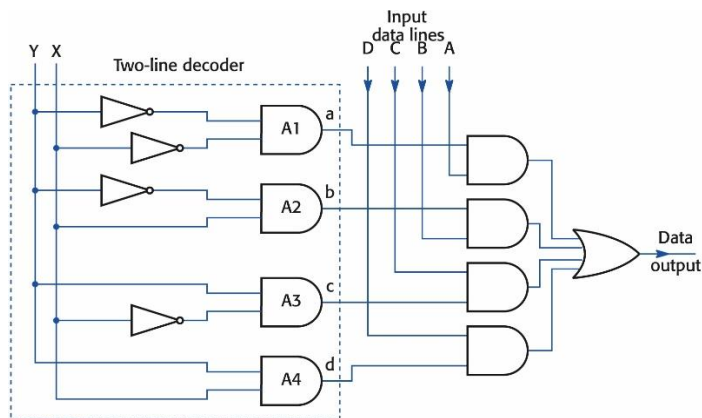 Input
data lines
Y X
D C B A
Two-line decoder
a
A1
b
A2
c
A3
d
A4
Data
output